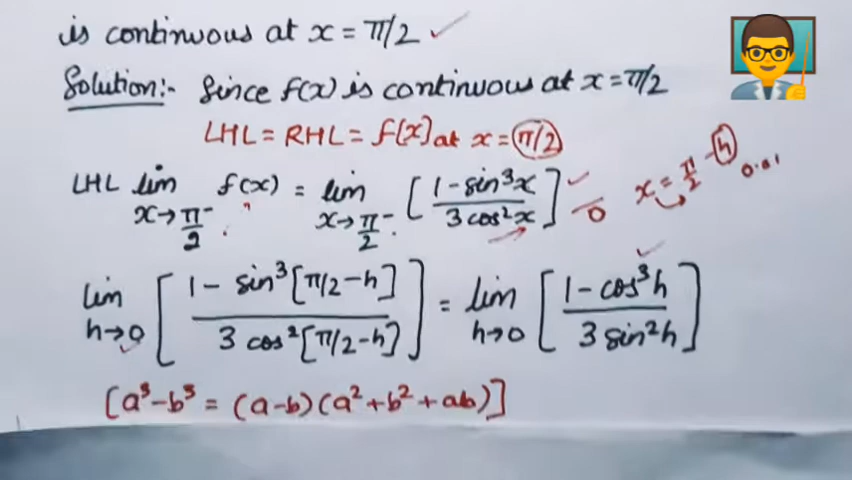 is continuous at x = π/2 ✓
Solution:- Since f(x) is continuous at x = π/2
LHL = RHL = f(x) at x = π/2
LHL lim x→π/2⁻ f(x) = lim x→π/2⁻ [1-sin³x / 3cos²x] ✓ 0 x = π/2 - h 0.01
lim h→0 [1 - sin³[π/2-h] / 3 cos²[π/2-h]] = lim h→0 [1-cos³h / 3 sin²h]
[a³-b³ = (a-b)(a²+b²+ab)]